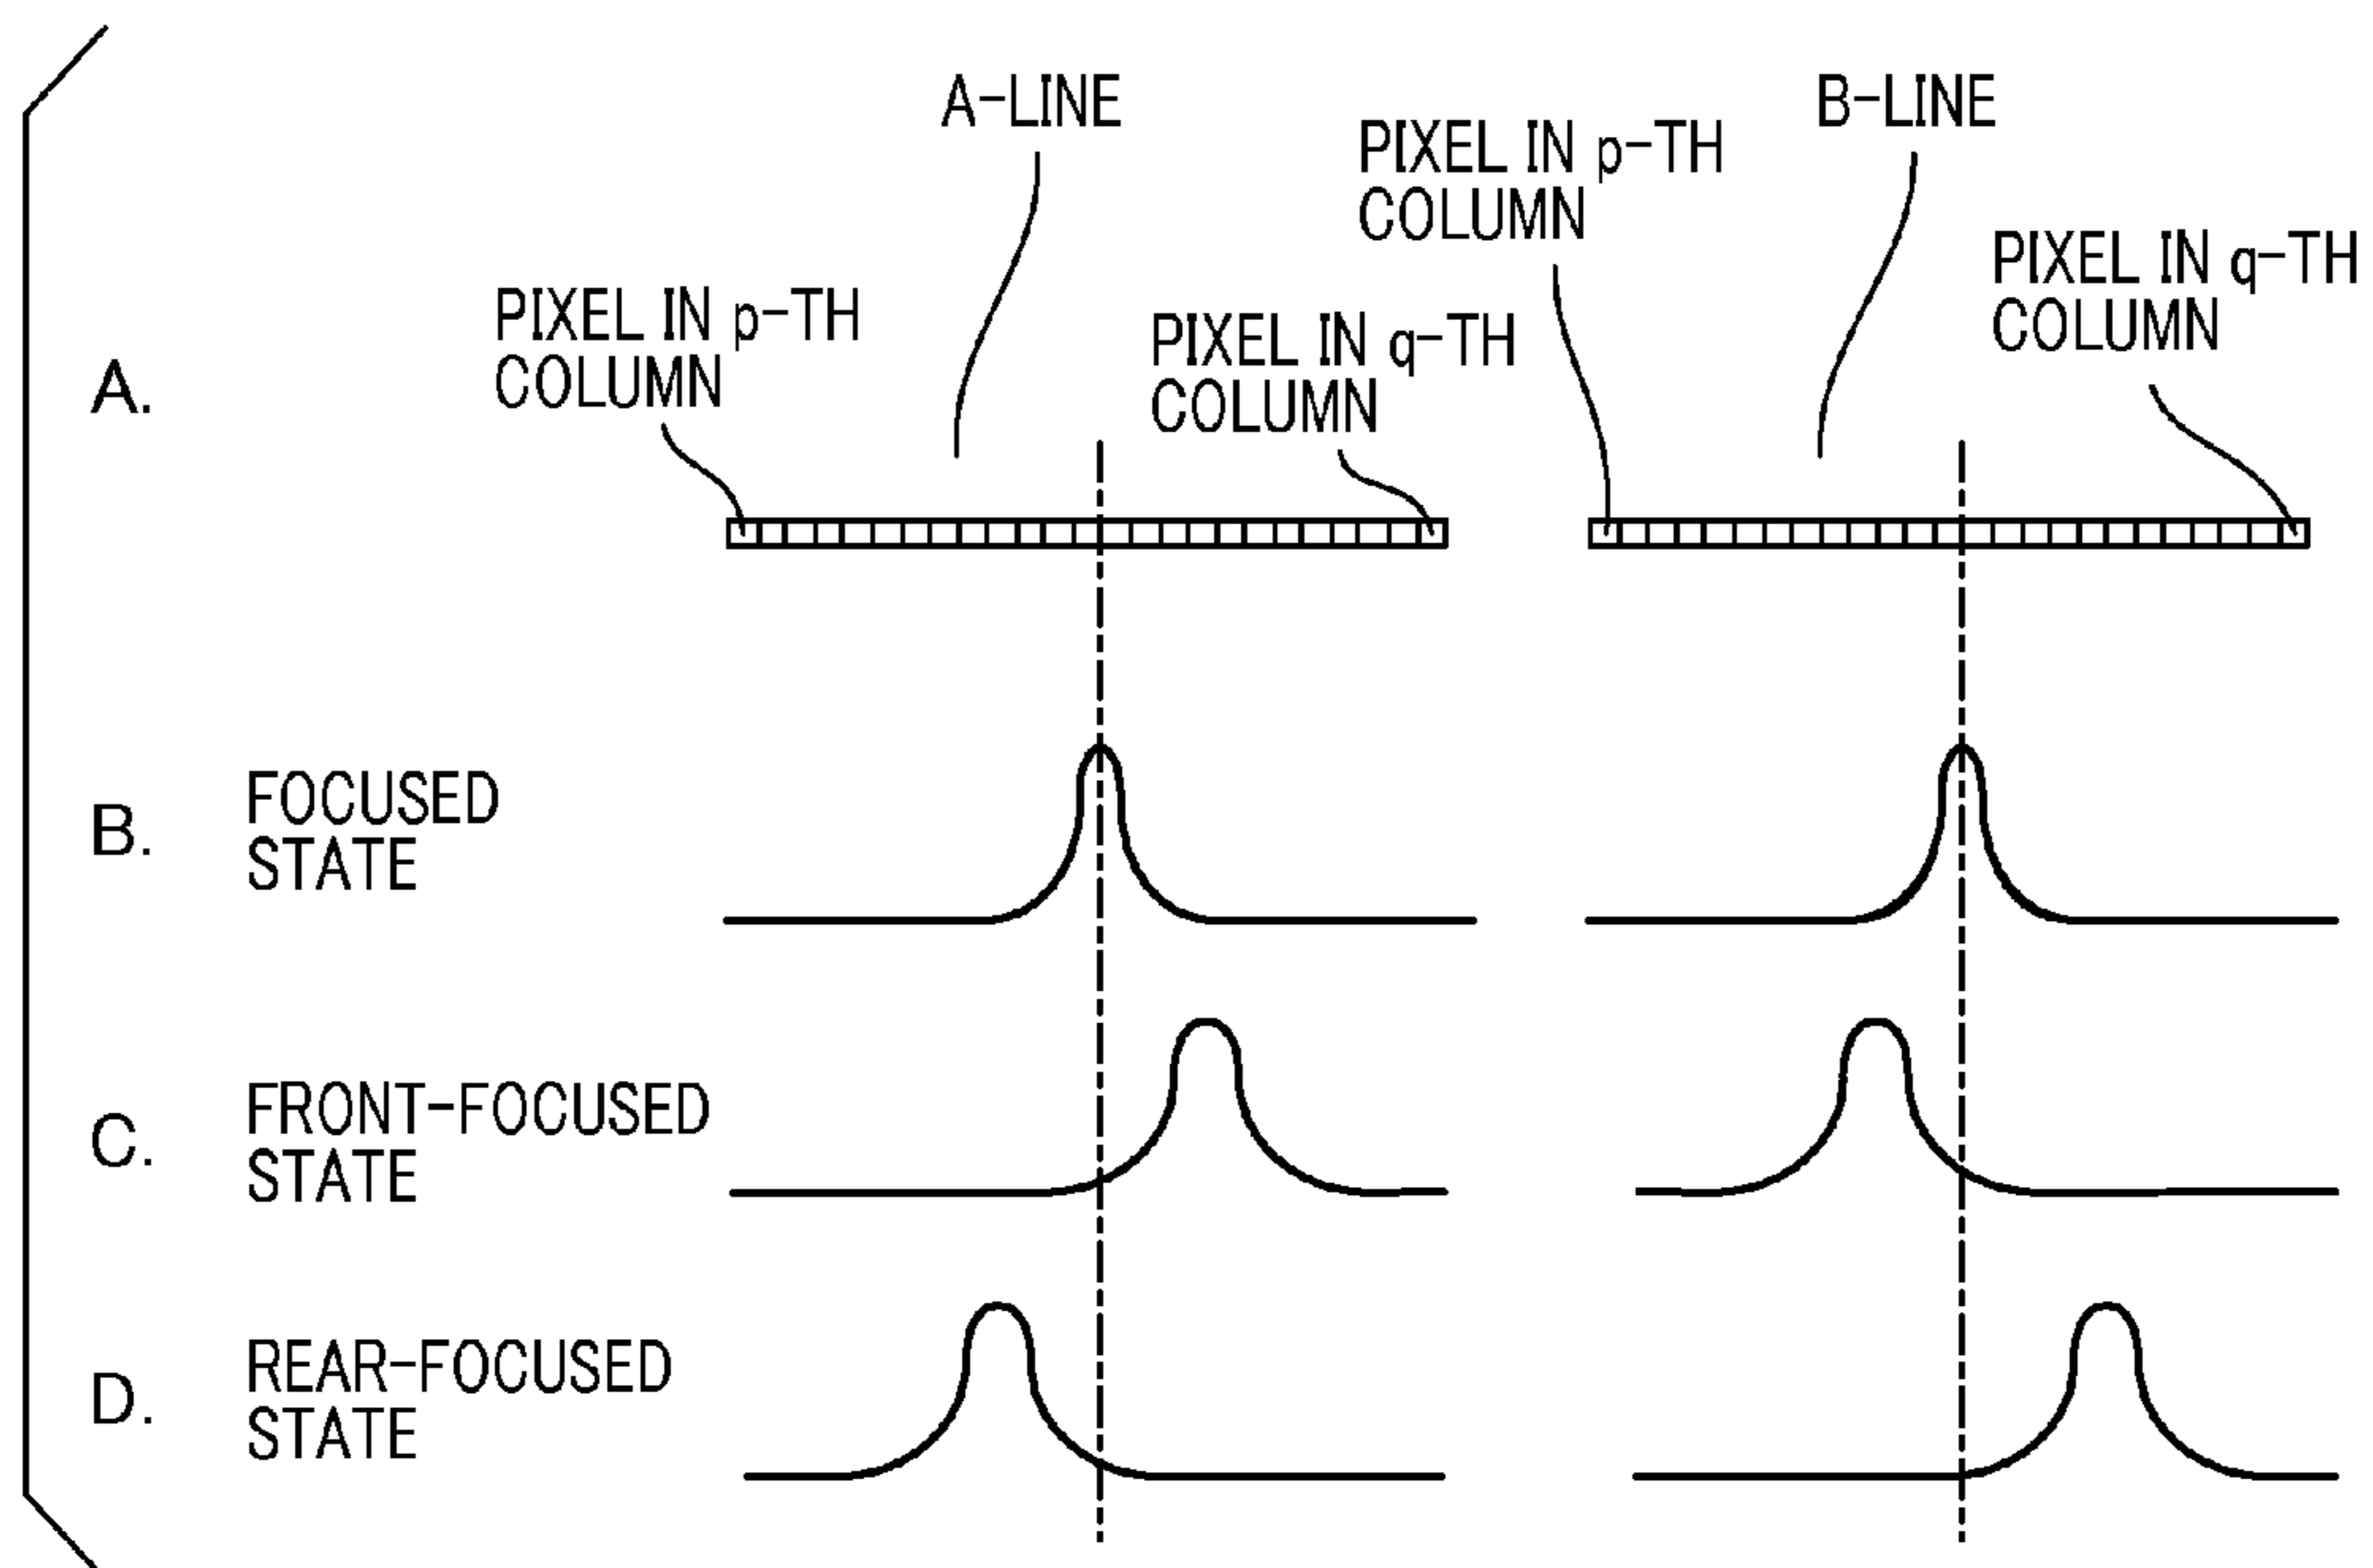 A-LINE
B-LINE
PIXEL IN p-TH
COLUMN
PIXEL IN q-TH
COLUMN
PIXEL IN p-TH
COLUMN
PIXEL IN q-TH
COLUMN
A.
B.
FOCUSED
STATE
C.
FRONT-FOCUSED
STATE
D.
REAR-FOCUSED
STATE